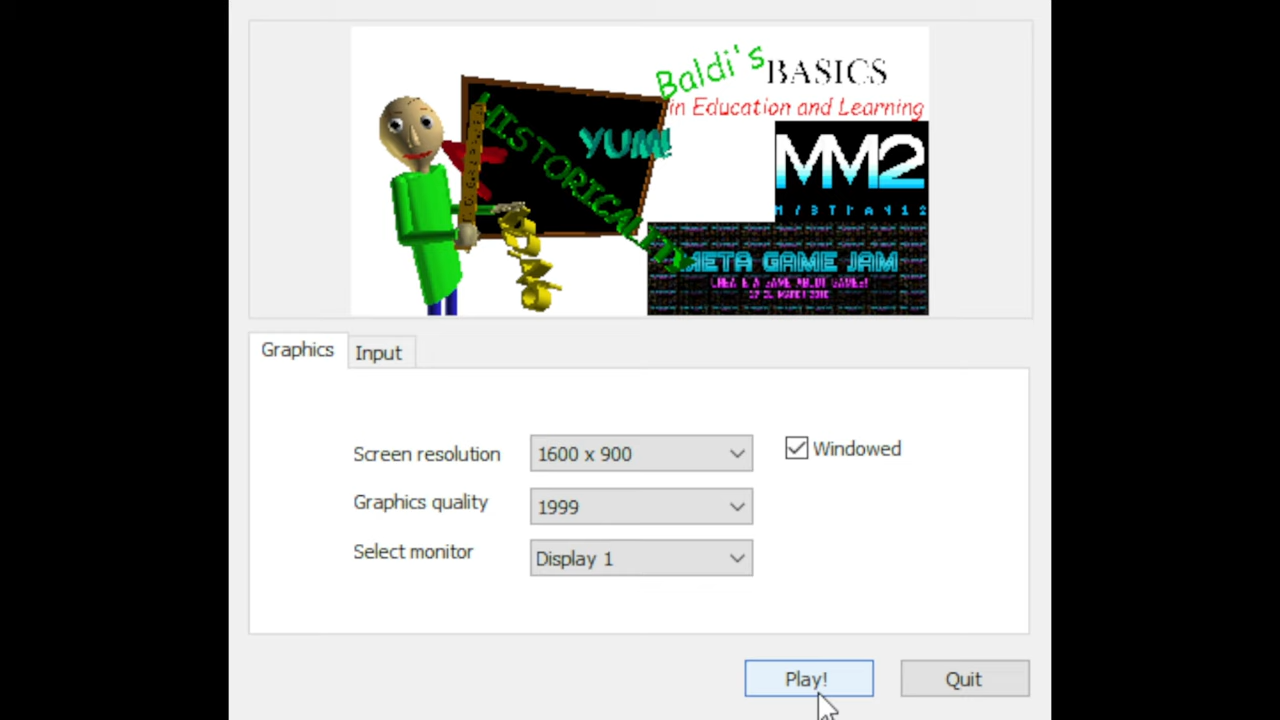 Baldi's BASICS
in Education and Learning
HISTORICALITY
YUM!
MM2
META GAME JAM
Graphics
Input
Screen resolution
1600 x 900
Windowed
Graphics quality
1999
Select monitor
Display 1
Play!
Quit